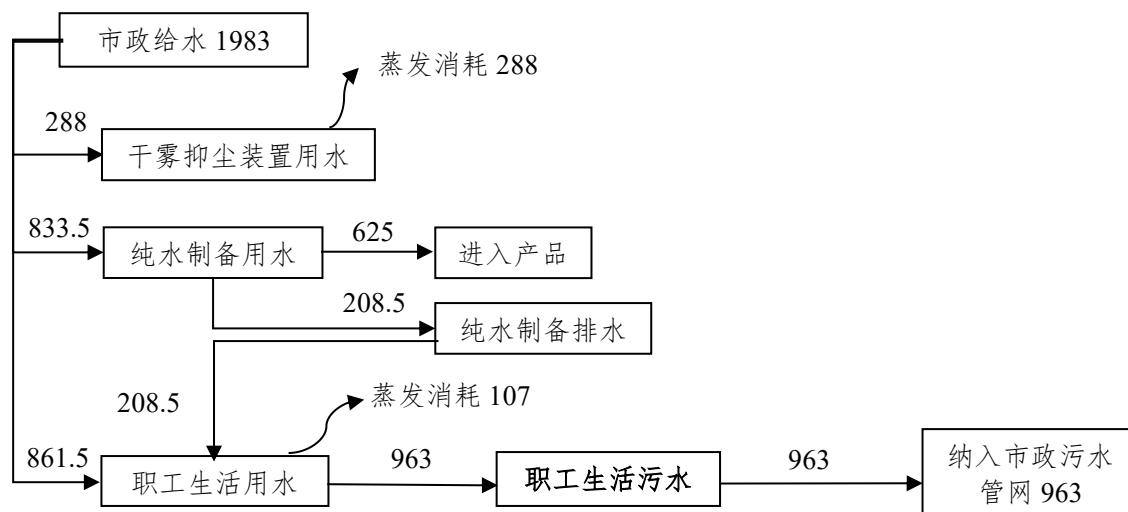 市政给水 1983
蒸发消耗 288
288
干雾抑尘装置用水
833.5
纯水制备用水
625
进入产品
208.5
纯水制备排水
208.5
蒸发消耗 107
861.5
职工生活用水
963
职工生活污水
963
纳入市政污水
管网 963